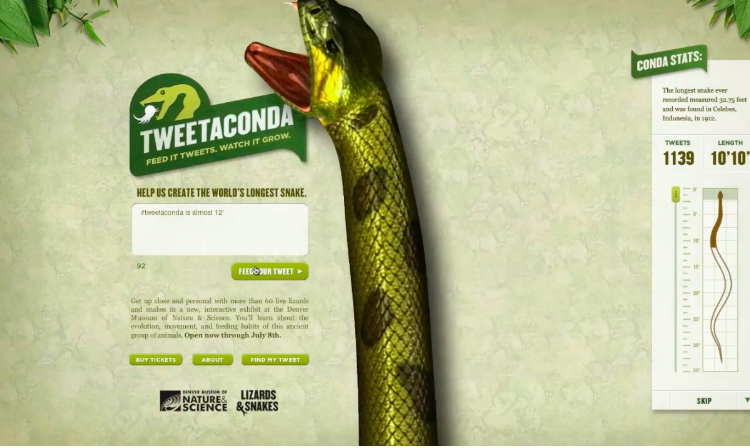 TWEETACONDA
FEED IT TWEETS. WATCH IT GROW.
HELP US CREATE THE WORLD'S LONGEST SNAKE.
#tweetaconda is almost 12'
92
FEED YOUR TWEET
Get up close and personal with more than 60 live lizards
and snakes in a new, interactive exhibit at the Denver
Museum of Nature & Science. You'll learn about the
evolution, movement, and feeding habits of this ancient
group of animals. Open now through July 8th.
BUY TICKETS
ABOUT
FIND MY TWEET
DENVER MUSEUM OF
NATURE &
SCIENCE
LIZARDS
& SNAKES
CONDA STATS:
The longest snake ever
recorded measured 32.75 feet
and was found in Celebes,
Indonesia, in 1912.
TWEETS
LENGTH
1139
10'10"
SKIP